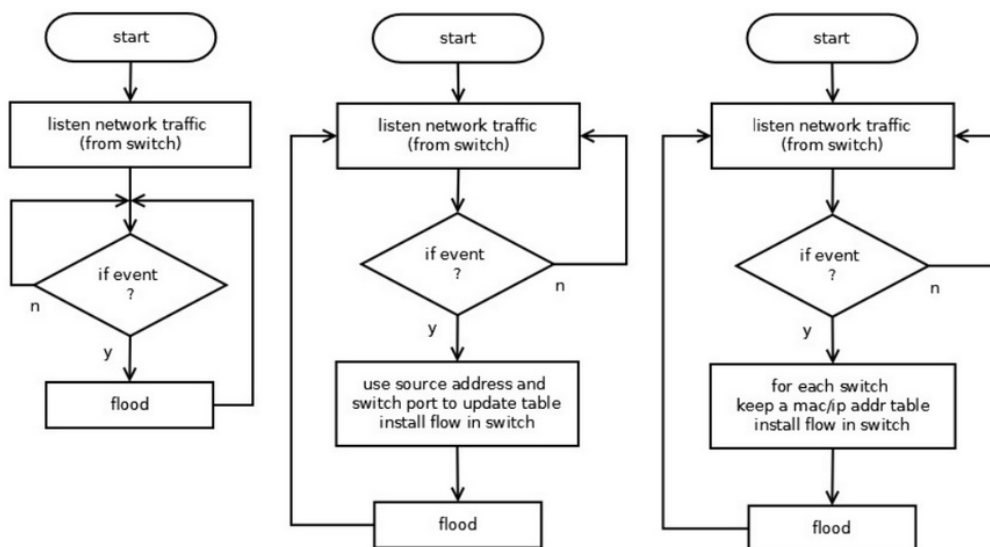 start
listen network traffic
(from switch)
if event
?
n
y
flood
start
listen network traffic
(from switch)
if event
?
n
y
use source address and
switch port to update table
install flow in switch
flood
start
listen network traffic
(from switch)
if event
?
n
y
for each switch
keep a mac/ip addr table
install flow in switch
flood